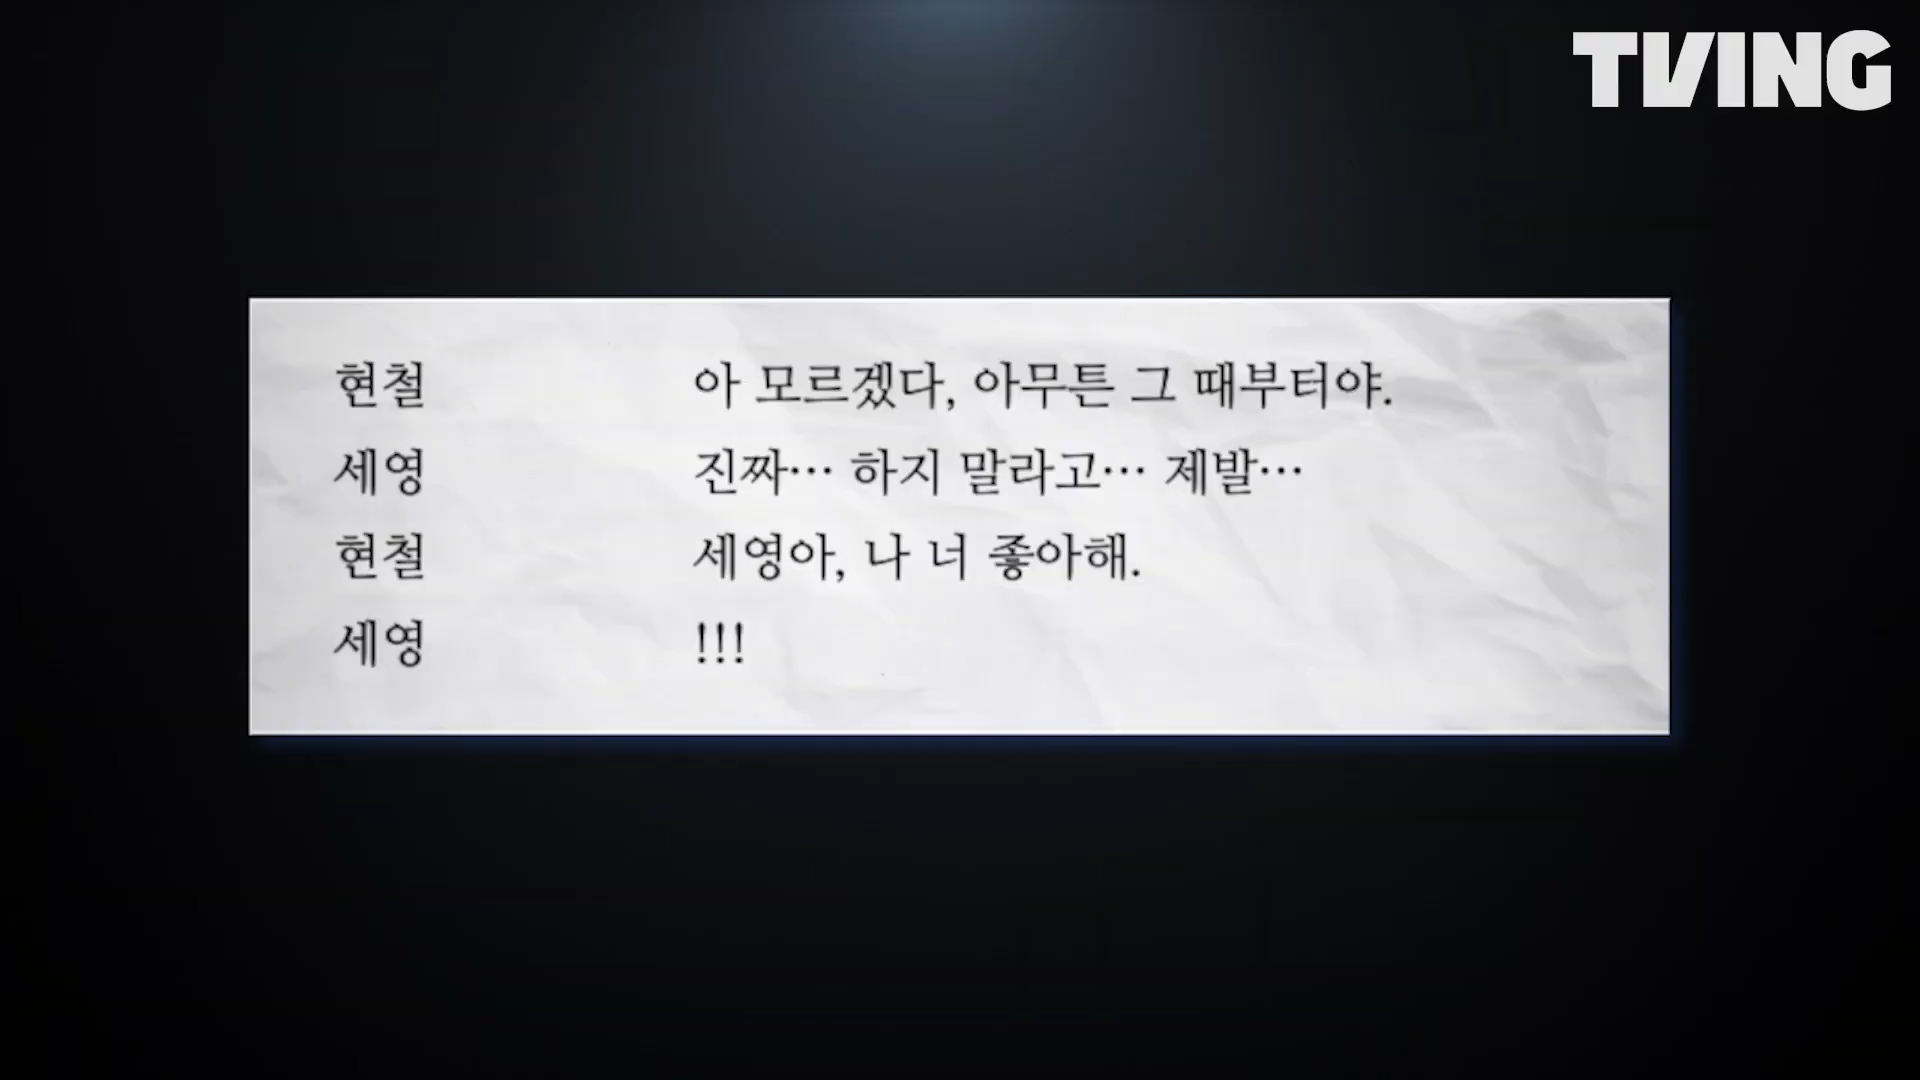 TVING
현철 아 모르겠다, 아무튼 그 때부터야.
세영 진짜… 하지 말라고… 제발…
현철 세영아, 나 너 좋아해.
세영 !!!